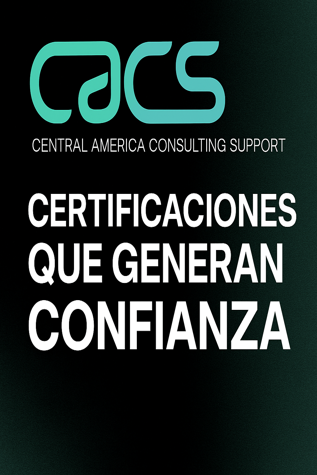 cacs
CENTRAL AMERICA CONSULTING SUPPORT
CERTIFICACIONES
QUE GENERAN
CONFIANZA